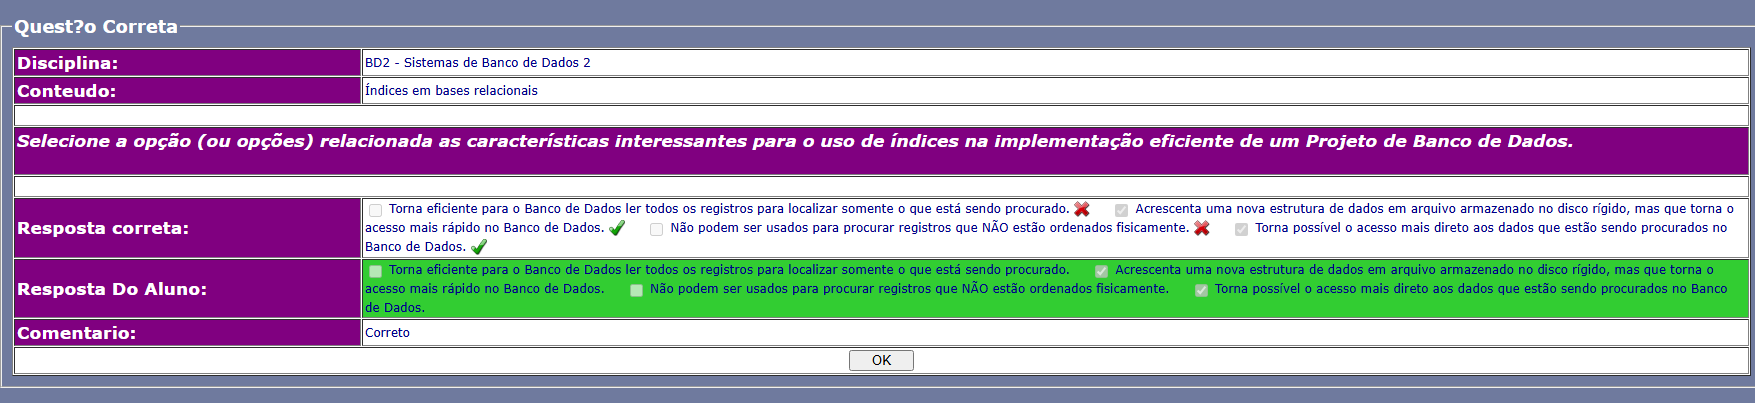 Quest?o Correta
Disciplina:
BD2 - Sistemas de Banco de Dados 2
Conteudo:
Índices em bases relacionais
Selecione a opção (ou opções) relacionada as características interessantes para o uso de índices na implementação eficiente de um Projeto de Banco de Dados.
Resposta correta:
Torna eficiente para o Banco de Dados ler todos os registros para localizar somente o que está sendo procurado. Acrescenta uma nova estrutura de dados em arquivo armazenado no disco rígido, mas que torna o
acesso mais rápido no Banco de Dados. Não podem ser usados para procurar registros que NÃO estão ordenados fisicamente. Torna possível o acesso mais direto aos dados que estão sendo procurados no
Banco de Dados.
Resposta Do Aluno:
Torna eficiente para o Banco de Dados ler todos os registros para localizar somente o que está sendo procurado. Acrescenta uma nova estrutura de dados em arquivo armazenado no disco rígido, mas que torna o
acesso mais rápido no Banco de Dados. Não podem ser usados para procurar registros que NÃO estão ordenados fisicamente. Torna possível o acesso mais direto aos dados que estão sendo procurados no Banco
de Dados.
Comentario:
Correto
OK